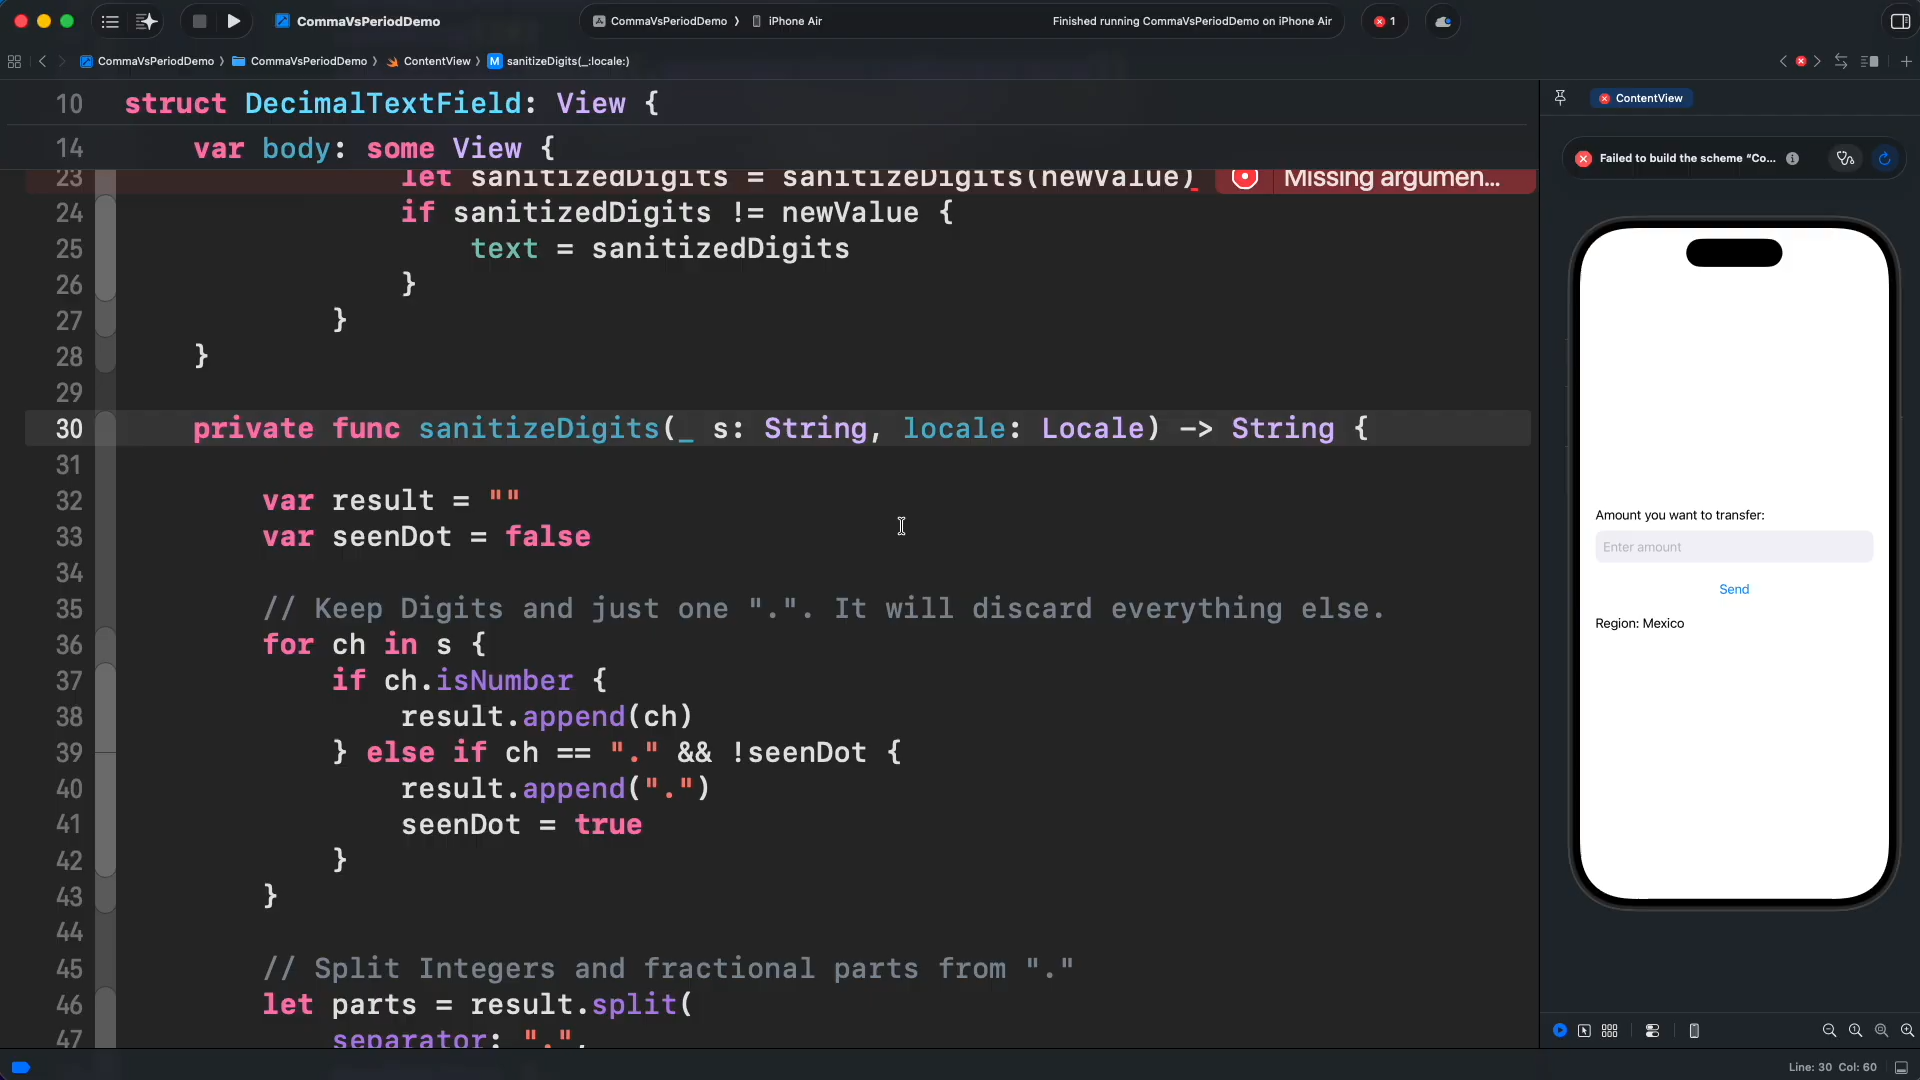 CommaVsPeriodDemo
CommaVsPeriodDemo 〉 iPhone Air
Finished running CommaVsPeriodDemo on iPhone Air
1
CommaVsPeriodDemo 〉 CommaVsPeriodDemo 〉 ContentView 〉 M sanitizeDigits(_:locale:)
10 struct DecimalTextField: View {
14 var body: some View {
23 let sanitizedDigits = sanitizeDigits(newValue) Missing argumen...
24 if sanitizedDigits != newValue {
25 text = sanitizedDigits
26 }
27 }
28 }
29
30 private func sanitizeDigits(_ s: String, locale: Locale) -> String {
31
32 var result = ""
33 var seenDot = false
34
35 // Keep Digits and just one ".". It will discard everything else.
36 for ch in s {
37 if ch.isNumber {
38 result.append(ch)
39 } else if ch == "." && !seenDot {
40 result.append(".")
41 seenDot = true
42 }
43 }
44
45 // Split Integers and fractional parts from "."
46 let parts = result.split(
47 separator: ".",
ContentView
Failed to build the scheme “Co...
Amount you want to transfer:
Enter amount
Send
Region: Mexico
Line: 30 Col: 60